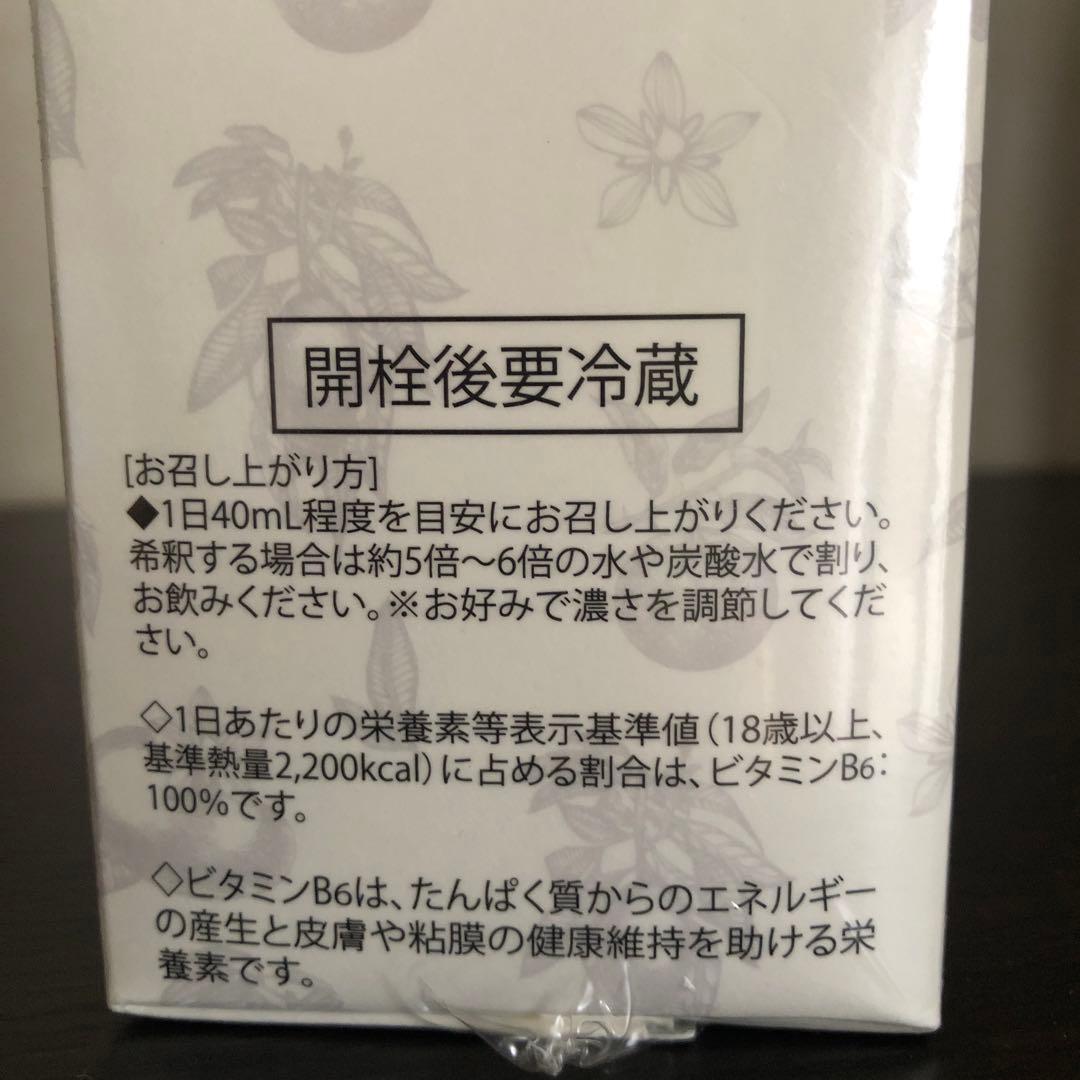 開栓後要冷蔵
[お召し上がり方]
◆1日40mL程度を目安にお召し上がりください。
希釈する場合は約5倍～6倍の水や炭酸水で割り、
お飲みください。※お好みで濃さを調節してくだ
さい。
◇1日あたりの栄養素等表示基準値(18歳以上、
基準熱量2,200kcal)に占める割合は、ビタミンB6:
100%です。
◇ビタミンB6は、たんぱく質からのエネルギー
の産生と皮膚や粘膜の健康維持を助ける栄
養素です。